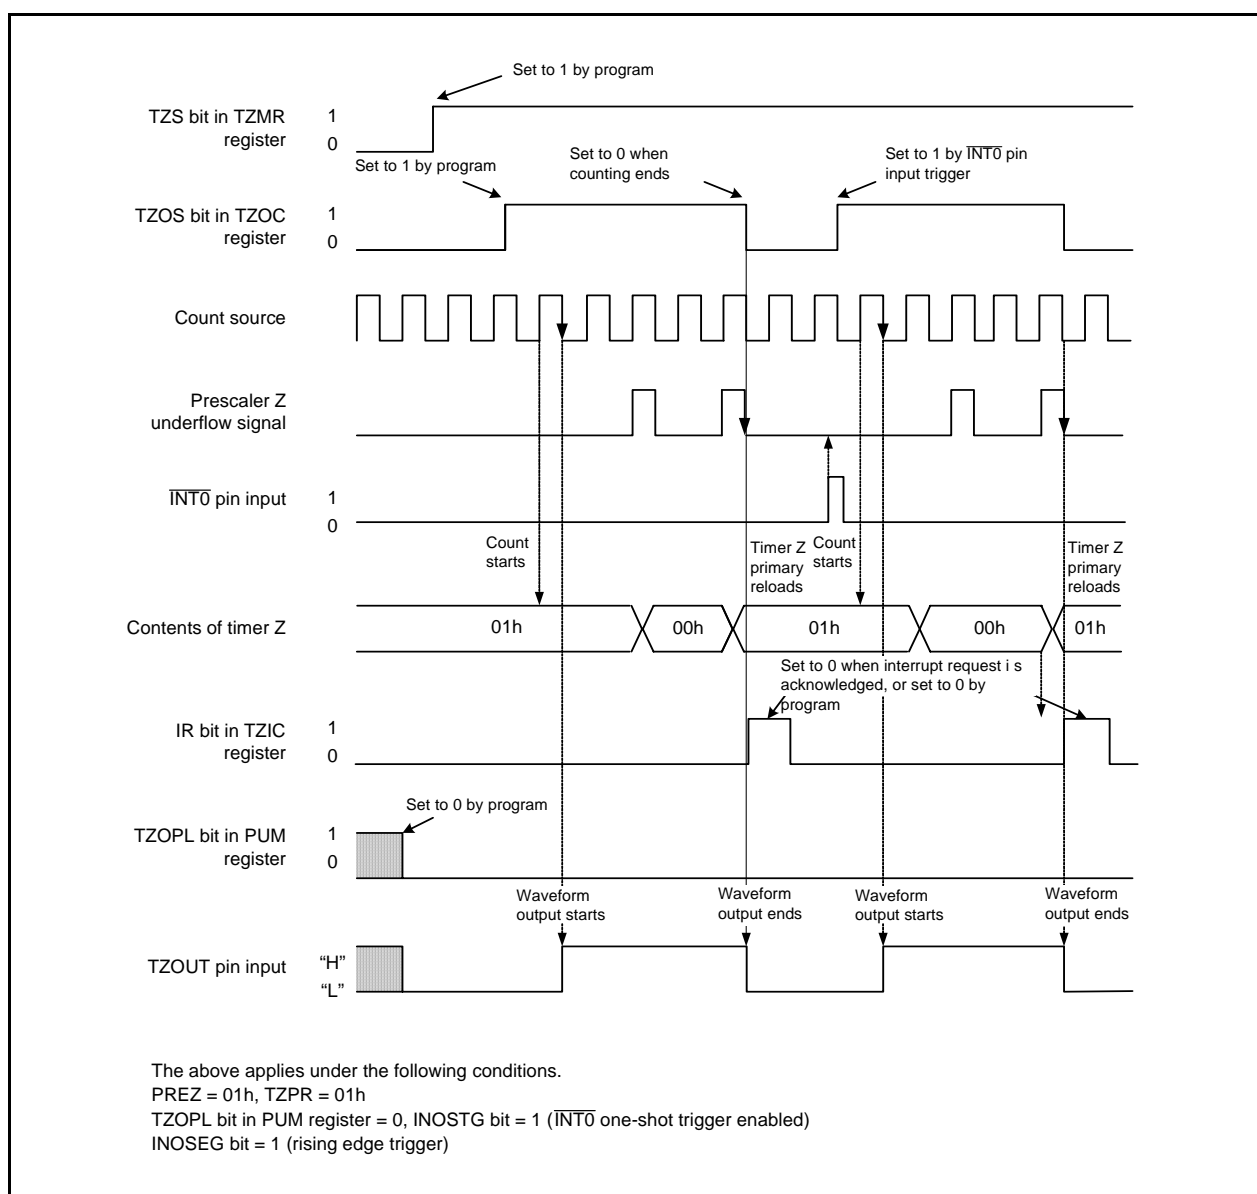 Set to 1 by program
TZS bit in TZMR
register
1
0
Set to 1 by program
Set to 0 when
counting ends
Set to 1 by INT0 pin
input trigger
TZOS bit in TZOC
register
1
0
Count source
Prescaler Z
underflow signal
INT0 pin input
1
0
Count
starts
Timer Z
primary
reloads
Count
starts
Timer Z
primary
reloads
Contents of timer Z
01h
00h
01h
00h
01h
Set to 0 when interrupt request i s
acknowledged, or set to 0 by
program
IR bit in TZIC
register
1
0
Set to 0 by program
TZOPL bit in PUM
register
1
0
Waveform
output starts
Waveform
output ends
Waveform
output starts
Waveform
output ends
TZOUT pin input
“H”
“L”
The above applies under the following conditions.
PREZ = 01h, TZPR = 01h
TZOPL bit in PUM register = 0, INOSTG bit = 1 (INT0 one-shot trigger enabled)
INOSEG bit = 1 (rising edge trigger)